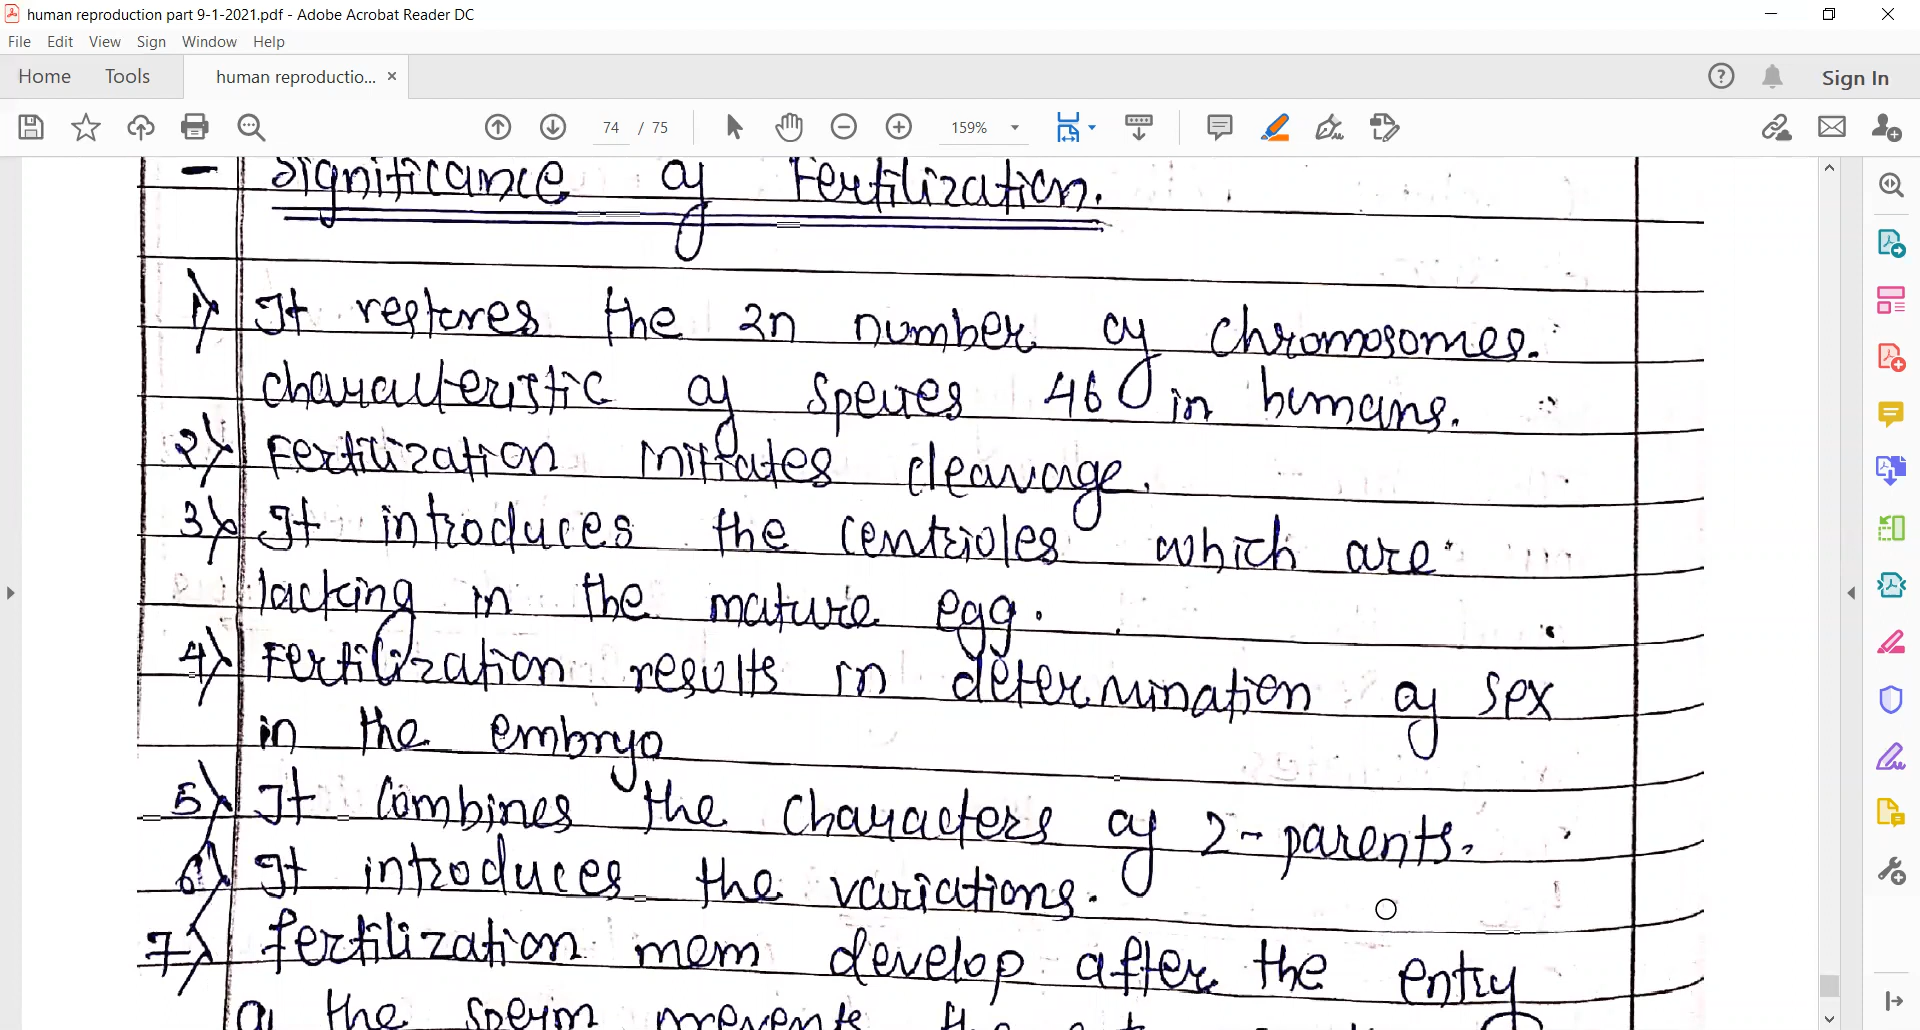 human reproduction part 9-1-2021.pdf - Adobe Acrobat Reader DC
File Edit View Sign Window Help
Home Tools human reproductio... × Sign In
74 / 75 159%
- Significance of Fertilization.
1) It restores the 2n number of chromosomes.
characteristic of species 46 in humans.
2) Fertilization initiates cleavage.
3) It introduces the centrioles which are
lacking in the mature egg.
4) Fertilization results in determination of sex
in the embryo
5) It combines the characters of 2-parents.
6) It introduces the variations.
7) fertilization mem develop after the entry
of the sperm prevents the